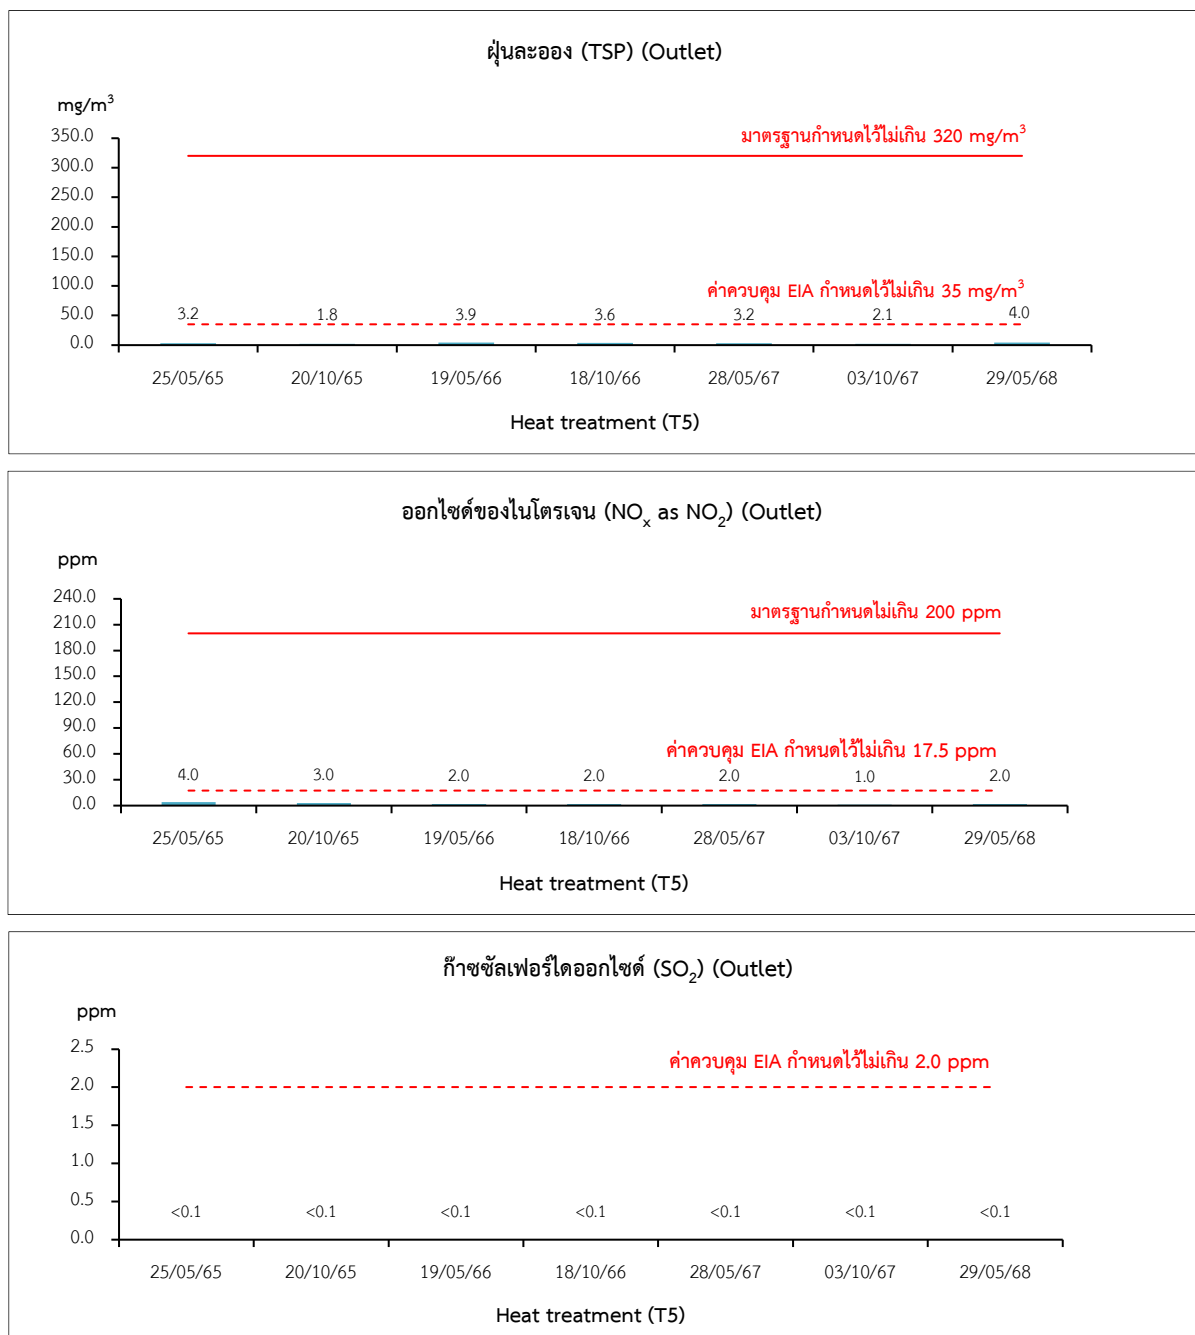 ฝุ่นละออง (TSP) (Outlet)
mg/m³
350.0
300.0
250.0
200.0
150.0
100.0
50.0
0.0
มาตรฐานกำหนดไว้ไม่เกิน 320 mg/m³
ค่าควบคุม EIA กำหนดไว้ไม่เกิน 35 mg/m³
3.2 1.8 3.9 3.6 3.2 2.1 4.0
25/05/65 20/10/65 19/05/66 18/10/66 28/05/67 03/10/67 29/05/68
Heat treatment (T5)
ออกไซด์ของไนโตรเจน (NOₓ as NO₂) (Outlet)
ppm
240.0
210.0
180.0
150.0
120.0
90.0
60.0
30.0
0.0
มาตรฐานกำหนดไม่เกิน 200 ppm
ค่าควบคุม EIA กำหนดไว้ไม่เกิน 17.5 ppm
4.0 3.0 2.0 2.0 2.0 1.0 2.0
25/05/65 20/10/65 19/05/66 18/10/66 28/05/67 03/10/67 29/05/68
Heat treatment (T5)
ก๊าซซัลเฟอร์ไดออกไซด์ (SO₂) (Outlet)
ppm
2.5
2.0
1.5
1.0
0.5
0.0
ค่าควบคุม EIA กำหนดไว้ไม่เกิน 2.0 ppm
<0.1 <0.1 <0.1 <0.1 <0.1 <0.1 <0.1
25/05/65 20/10/65 19/05/66 18/10/66 28/05/67 03/10/67 29/05/68
Heat treatment (T5)